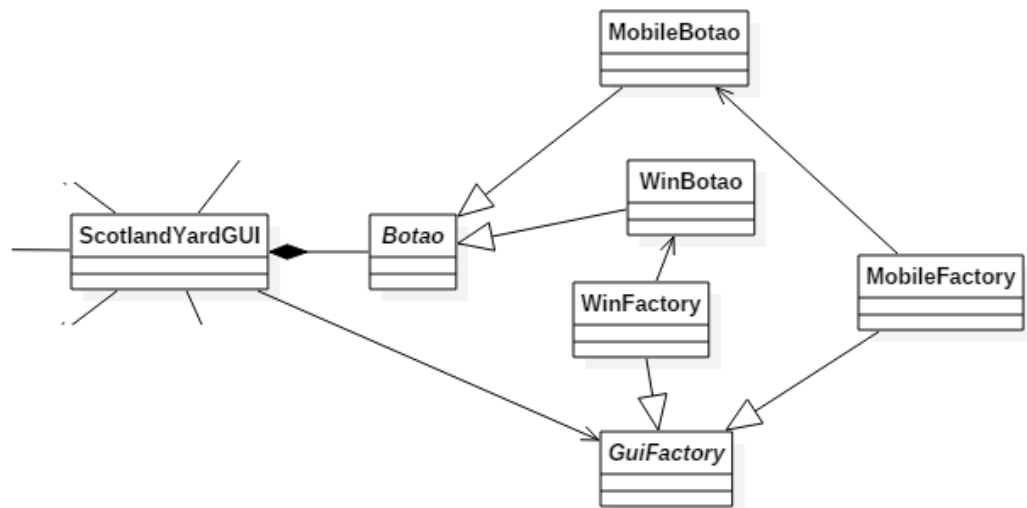 MobileBotao
WinBotao
ScotlandYardGUI
Botao
MobileFactory
WinFactory
GuiFactory